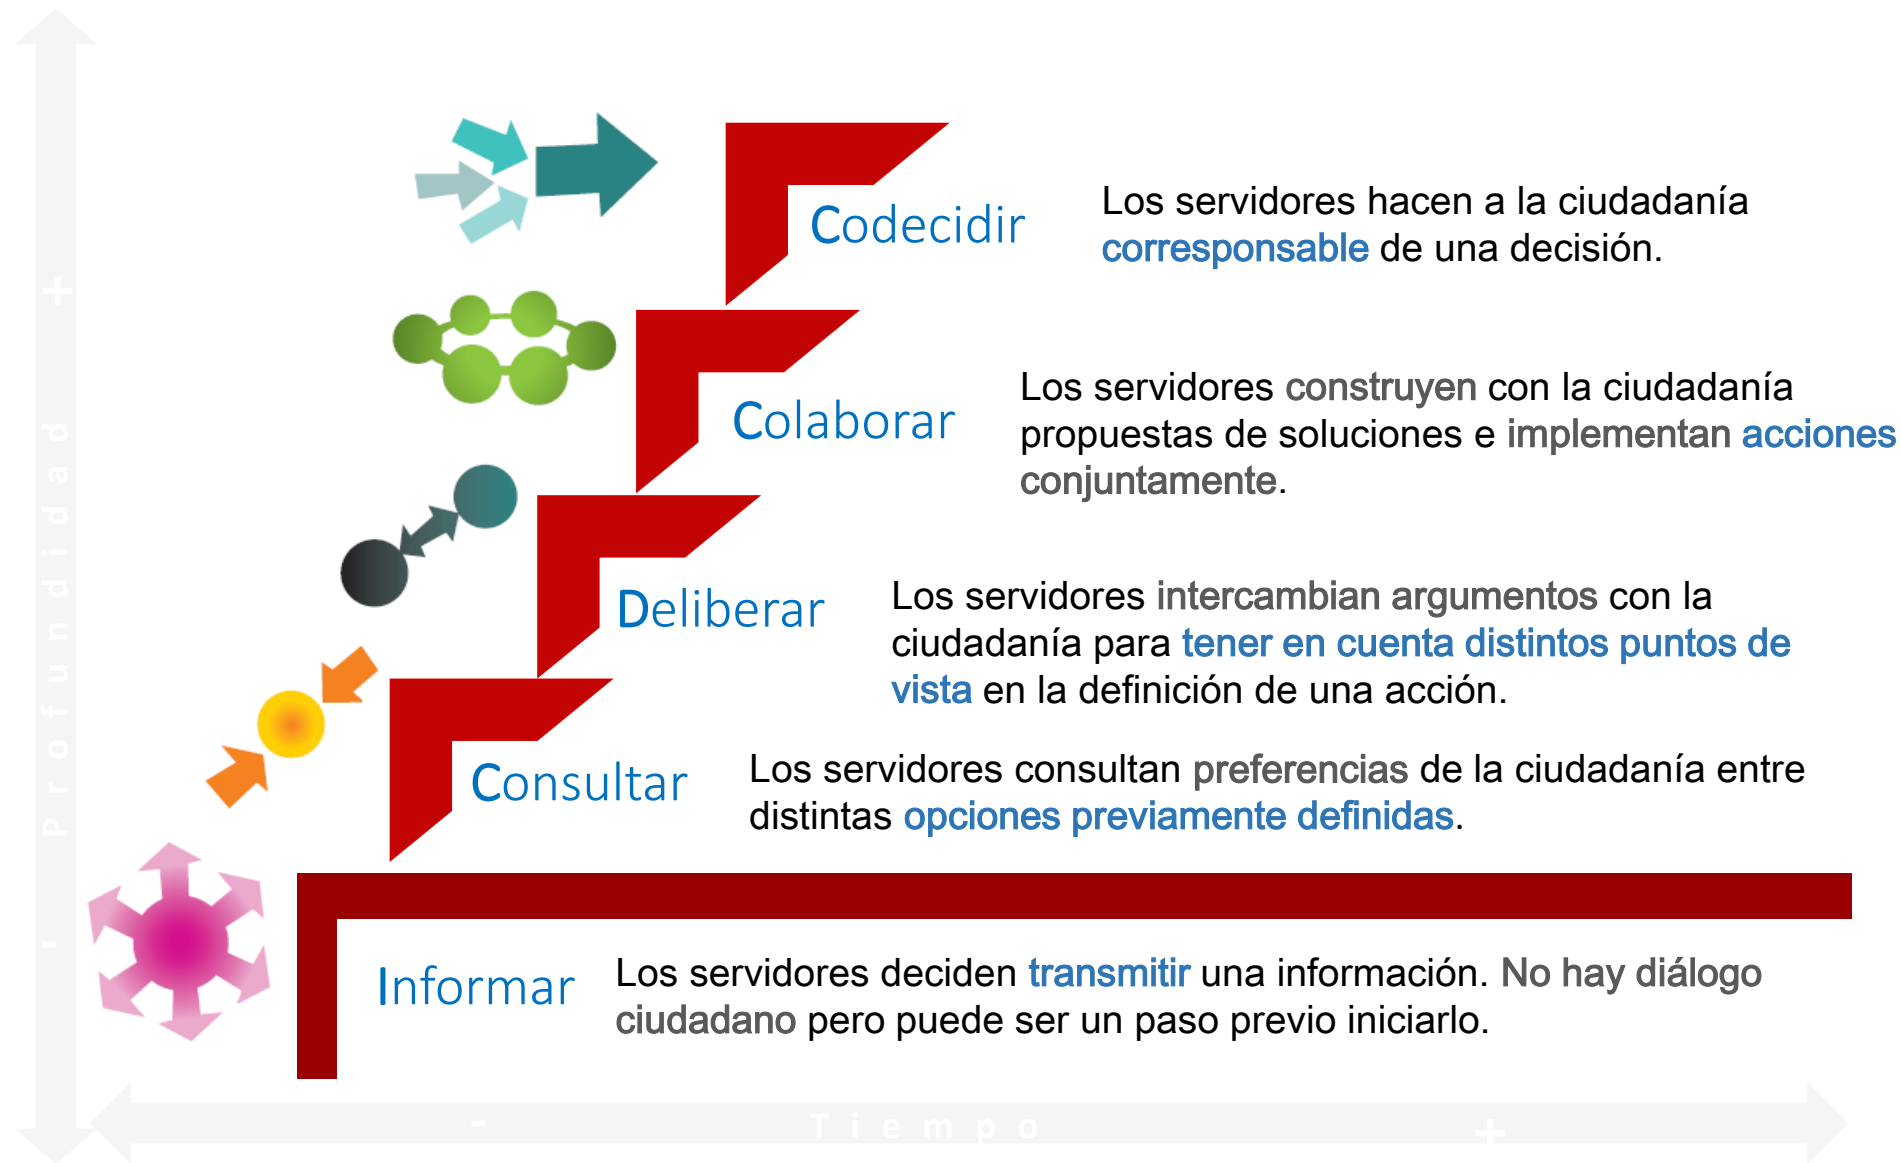 Codecidir
Los servidores hacen a la ciudadanía
corresponsable de una decisión.
Colaborar
Los servidores construyen con la ciudadanía
propuestas de soluciones e implementan acciones
conjuntamente.
Deliberar
Los servidores intercambian argumentos con la
ciudadanía para tener en cuenta distintos puntos de
vista en la definición de una acción.
Consultar
Los servidores consultan preferencias de la ciudadanía entre
distintas opciones previamente definidas.
Informar
Los servidores deciden transmitir una información. No hay diálogo
ciudadano pero puede ser un paso previo iniciarlo.
- Profundidad +
- Tiempo +